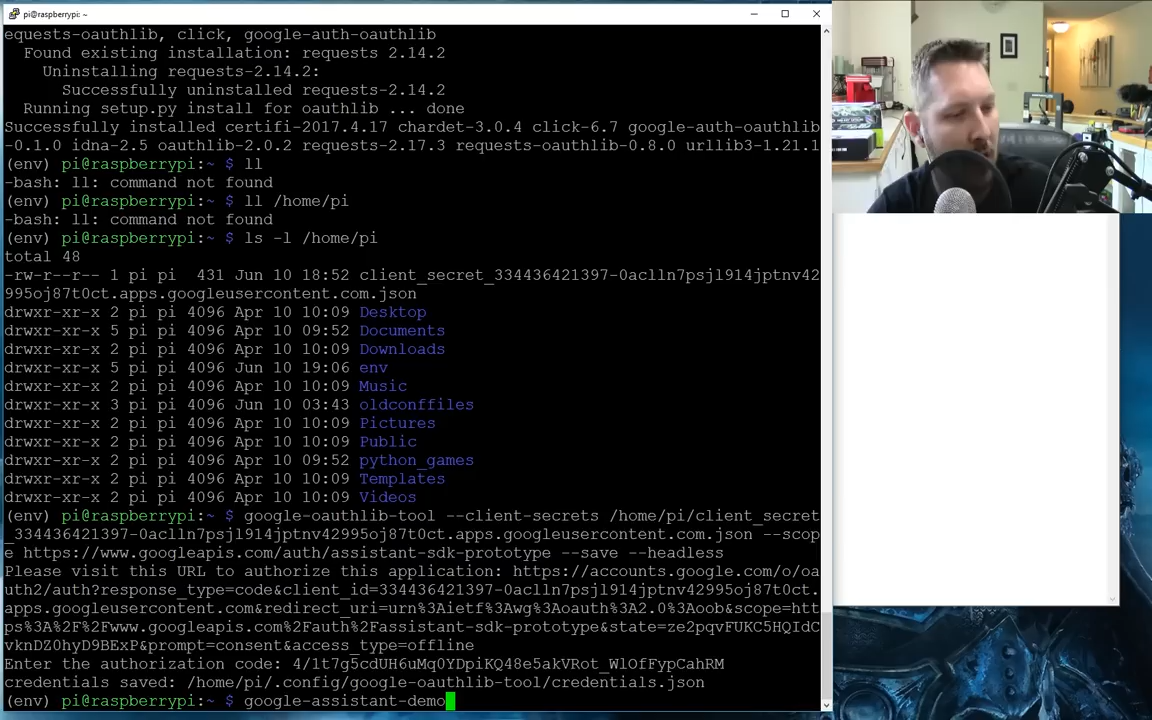 pi@raspberrypi: ~
equests-oauthlib, click, google-auth-oauthlib
  Found existing installation: requests 2.14.2
    Uninstalling requests-2.14.2:
      Successfully uninstalled requests-2.14.2
  Running setup.py install for oauthlib ... done
Successfully installed certifi-2017.4.17 chardet-3.0.4 click-6.7 google-auth-oauthlib
-0.1.0 idna-2.5 oauthlib-2.0.2 requests-2.17.3 requests-oauthlib-0.8.0 urllib3-1.21.1
(env) pi@raspberrypi:~ $ ll
-bash: ll: command not found
(env) pi@raspberrypi:~ $ ll /home/pi
-bash: ll: command not found
(env) pi@raspberrypi:~ $ ls -l /home/pi
total 48
-rw-r--r-- 1 pi pi  431 Jun 10 18:52 client_secret_334436421397-0aclln7psjl914jptnv42
995oj87t0ct.apps.googleusercontent.com.json
drwxr-xr-x 2 pi pi 4096 Apr 10 10:09 Desktop
drwxr-xr-x 5 pi pi 4096 Apr 10 09:52 Documents
drwxr-xr-x 2 pi pi 4096 Apr 10 10:09 Downloads
drwxr-xr-x 5 pi pi 4096 Jun 10 19:06 env
drwxr-xr-x 2 pi pi 4096 Apr 10 10:09 Music
drwxr-xr-x 3 pi pi 4096 Jun 10 03:43 oldconffiles
drwxr-xr-x 2 pi pi 4096 Apr 10 10:09 Pictures
drwxr-xr-x 2 pi pi 4096 Apr 10 10:09 Public
drwxr-xr-x 2 pi pi 4096 Apr 10 09:52 python_games
drwxr-xr-x 2 pi pi 4096 Apr 10 10:09 Templates
drwxr-xr-x 2 pi pi 4096 Apr 10 10:09 Videos
(env) pi@raspberrypi:~ $ google-oauthlib-tool --client-secrets /home/pi/client_secret
_334436421397-0aclln7psjl914jptnv42995oj87t0ct.apps.googleusercontent.com.json --scop
e https://www.googleapis.com/auth/assistant-sdk-prototype --save --headless
Please visit this URL to authorize this application: https://accounts.google.com/o/oa
uth2/auth?response_type=code&client_id=334436421397-0aclln7psjl914jptnv42995oj87t0ct.
apps.googleusercontent.com&redirect_uri=urn%3Aietf%3Awg%3Aoauth%3A2.0%3Aoob&scope=htt
ps%3A%2F%2Fwww.googleapis.com%2Fauth%2Fassistant-sdk-prototype&state=ze2pqvFUKC5HQIdC
vknDZ0hyD9BExP&prompt=consent&access_type=offline
Enter the authorization code: 4/1t7g5cdUH6uMq0YDpiKQ48e5akVRot_WlOfFypCahRM
credentials saved: /home/pi/.config/google-oauthlib-tool/credentials.json
(env) pi@raspberrypi:~ $ google-assistant-demo